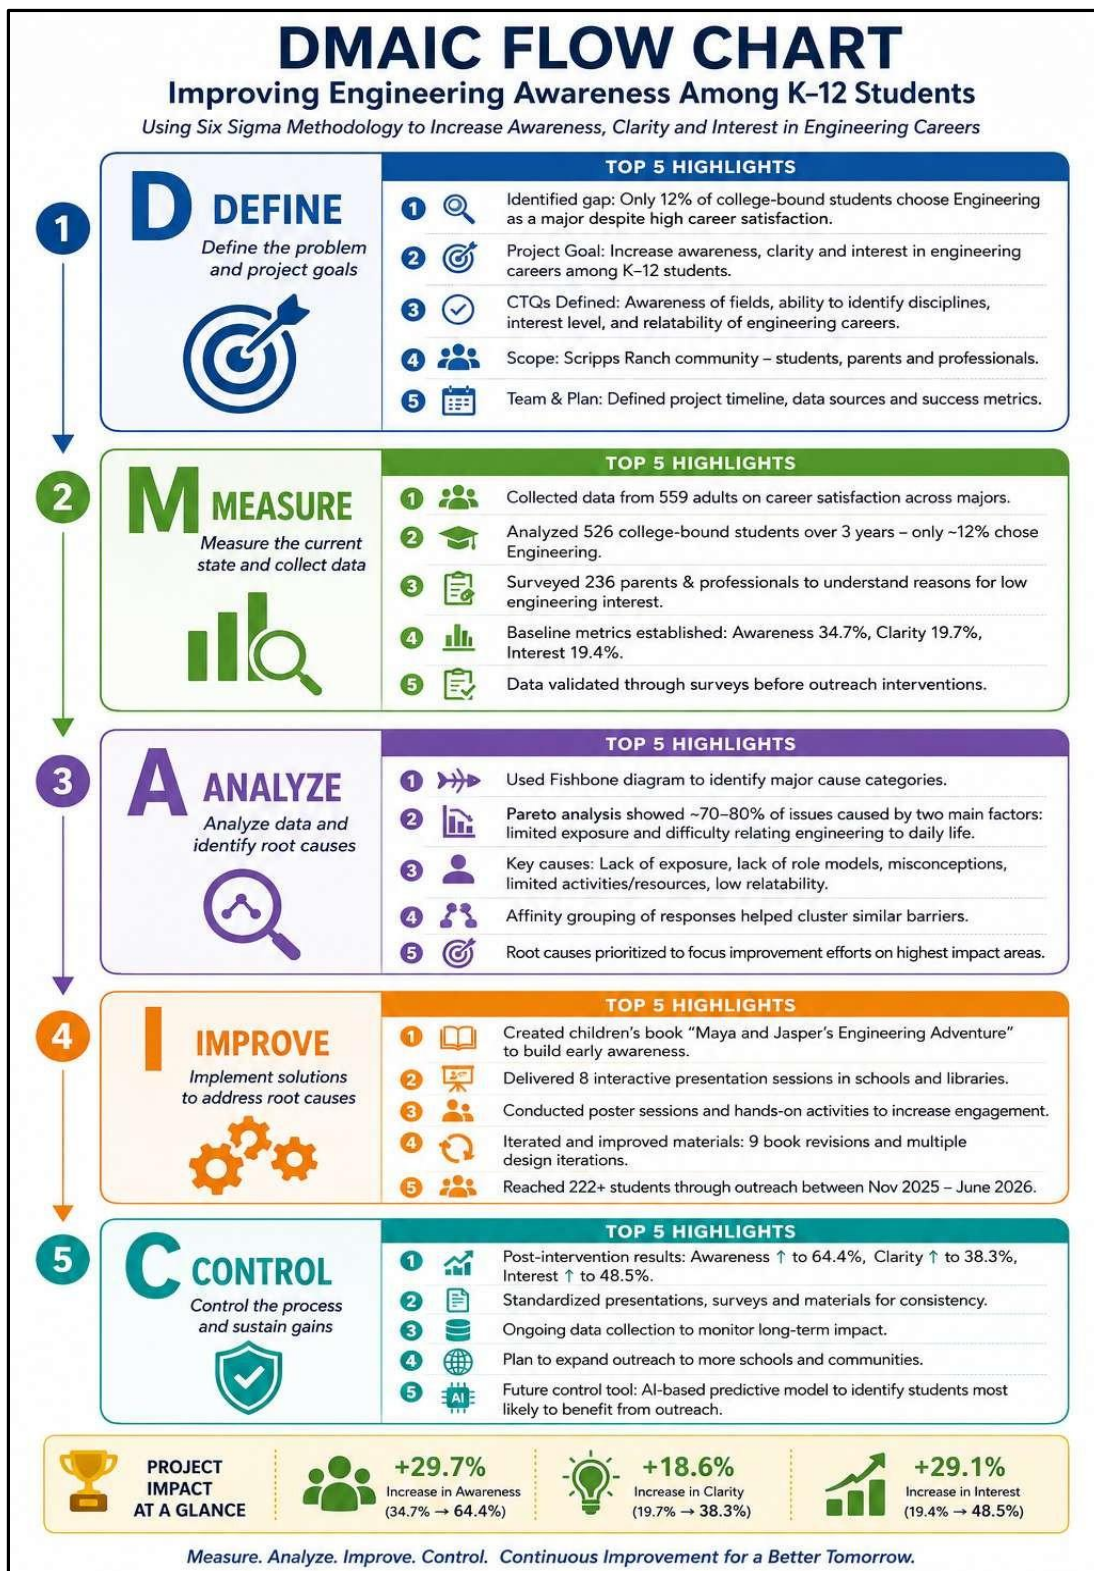 DMAIC FLOW CHART
Improving Engineering Awareness Among K–12 Students
Using Six Sigma Methodology to Increase Awareness, Clarity and Interest in Engineering Careers
1
D DEFINE
Define the problem
and project goals
TOP 5 HIGHLIGHTS
1 Identified gap: Only 12% of college-bound students choose Engineering
as a major despite high career satisfaction.
2 Project Goal: Increase awareness, clarity and interest in engineering
careers among K–12 students.
3 CTQs Defined: Awareness of fields, ability to identify disciplines,
interest level, and relatability of engineering careers.
4 Scope: Scripps Ranch community – students, parents and professionals.
5 Team & Plan: Defined project timeline, data sources and success metrics.
2
M MEASURE
Measure the current
state and collect data
TOP 5 HIGHLIGHTS
1 Collected data from 559 adults on career satisfaction across majors.
2 Analyzed 526 college-bound students over 3 years – only ~12% chose
Engineering.
3 Surveyed 236 parents & professionals to understand reasons for low
engineering interest.
4 Baseline metrics established: Awareness 34.7%, Clarity 19.7%,
Interest 19.4%.
5 Data validated through surveys before outreach interventions.
3
A ANALYZE
Analyze data and
identify root causes
TOP 5 HIGHLIGHTS
1 Used Fishbone diagram to identify major cause categories.
2 Pareto analysis showed ~70–80% of issues caused by two main factors:
limited exposure and difficulty relating engineering to daily life.
3 Key causes: Lack of exposure, lack of role models, misconceptions,
limited activities/resources, low relatability.
4 Affinity grouping of responses helped cluster similar barriers.
5 Root causes prioritized to focus improvement efforts on highest impact areas.
4
I IMPROVE
Implement solutions
to address root causes
TOP 5 HIGHLIGHTS
1 Created children's book “Maya and Jasper's Engineering Adventure”
to build early awareness.
2 Delivered 8 interactive presentation sessions in schools and libraries.
3 Conducted poster sessions and hands-on activities to increase engagement.
4 Iterated and improved materials: 9 book revisions and multiple
design iterations.
5 Reached 222+ students through outreach between Nov 2025 – June 2026.
5
C CONTROL
Control the process
and sustain gains
TOP 5 HIGHLIGHTS
1 Post-intervention results: Awareness ↑ to 64.4%, Clarity ↑ to 38.3%,
Interest ↑ to 48.5%.
2 Standardized presentations, surveys and materials for consistency.
3 Ongoing data collection to monitor long-term impact.
4 Plan to expand outreach to more schools and communities.
5 AI Future control tool: AI-based predictive model to identify students most
likely to benefit from outreach.
PROJECT
IMPACT
AT A GLANCE
+29.7%
Increase in Awareness
(34.7% → 64.4%)
+18.6%
Increase in Clarity
(19.7% → 38.3%)
+29.1%
Increase in Interest
(19.4% → 48.5%)
Measure. Analyze. Improve. Control. Continuous Improvement for a Better Tomorrow.